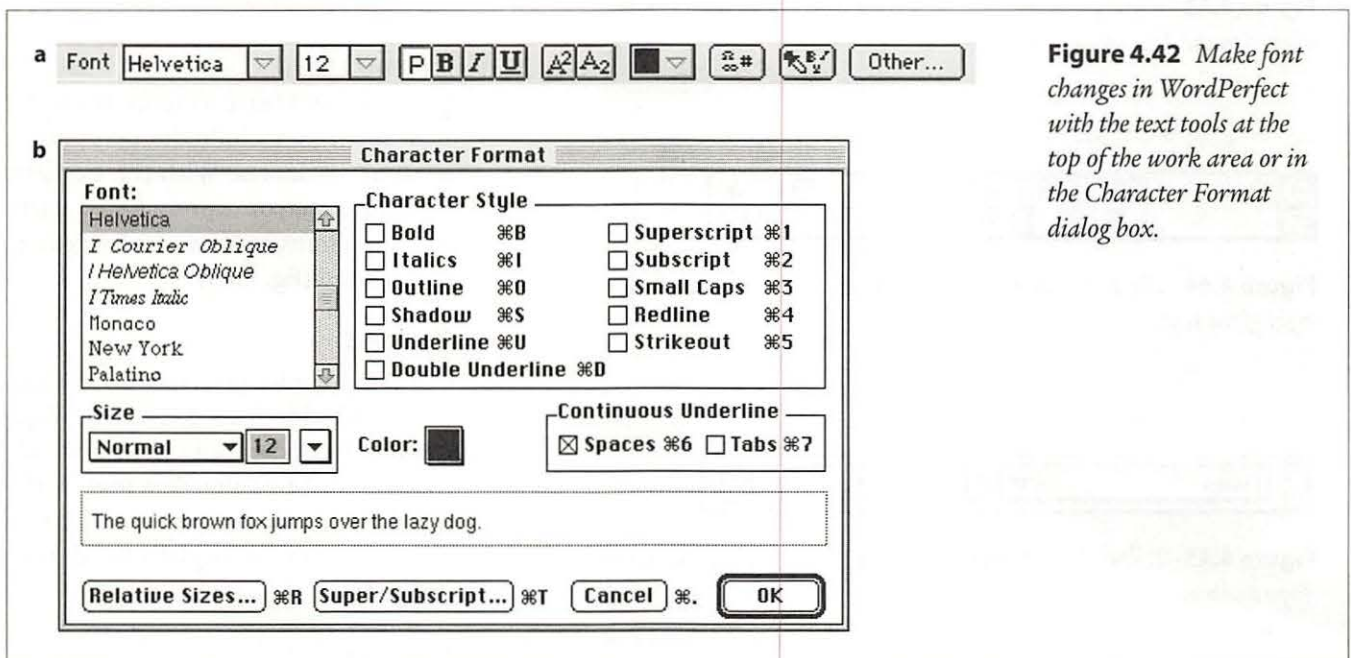 a Font Helvetica 12 P B I U A2 A2 # Other...
b Character Format
Font:
Helvetica
I Courier Oblique
I Helvetica Oblique
I Times Italic
Monaco
New York
Palatino
Character Style
Bold ⌘B
Italics ⌘I
Outline ⌘O
Shadow ⌘S
Underline ⌘U
Double Underline ⌘D
Superscript ⌘1
Subscript ⌘2
Small Caps ⌘3
Redline ⌘4
Strikeout ⌘5
Size
Normal 12
Color:
Continuous Underline
Spaces ⌘6 Tabs ⌘7
The quick brown fox jumps over the lazy dog.
Relative Sizes... ⌘R Super/Subscript... ⌘T Cancel ⌘. OK
Figure 4.42 Make font
changes in WordPerfect
with the text tools at the
top of the work area or in
the Character Format
dialog box.